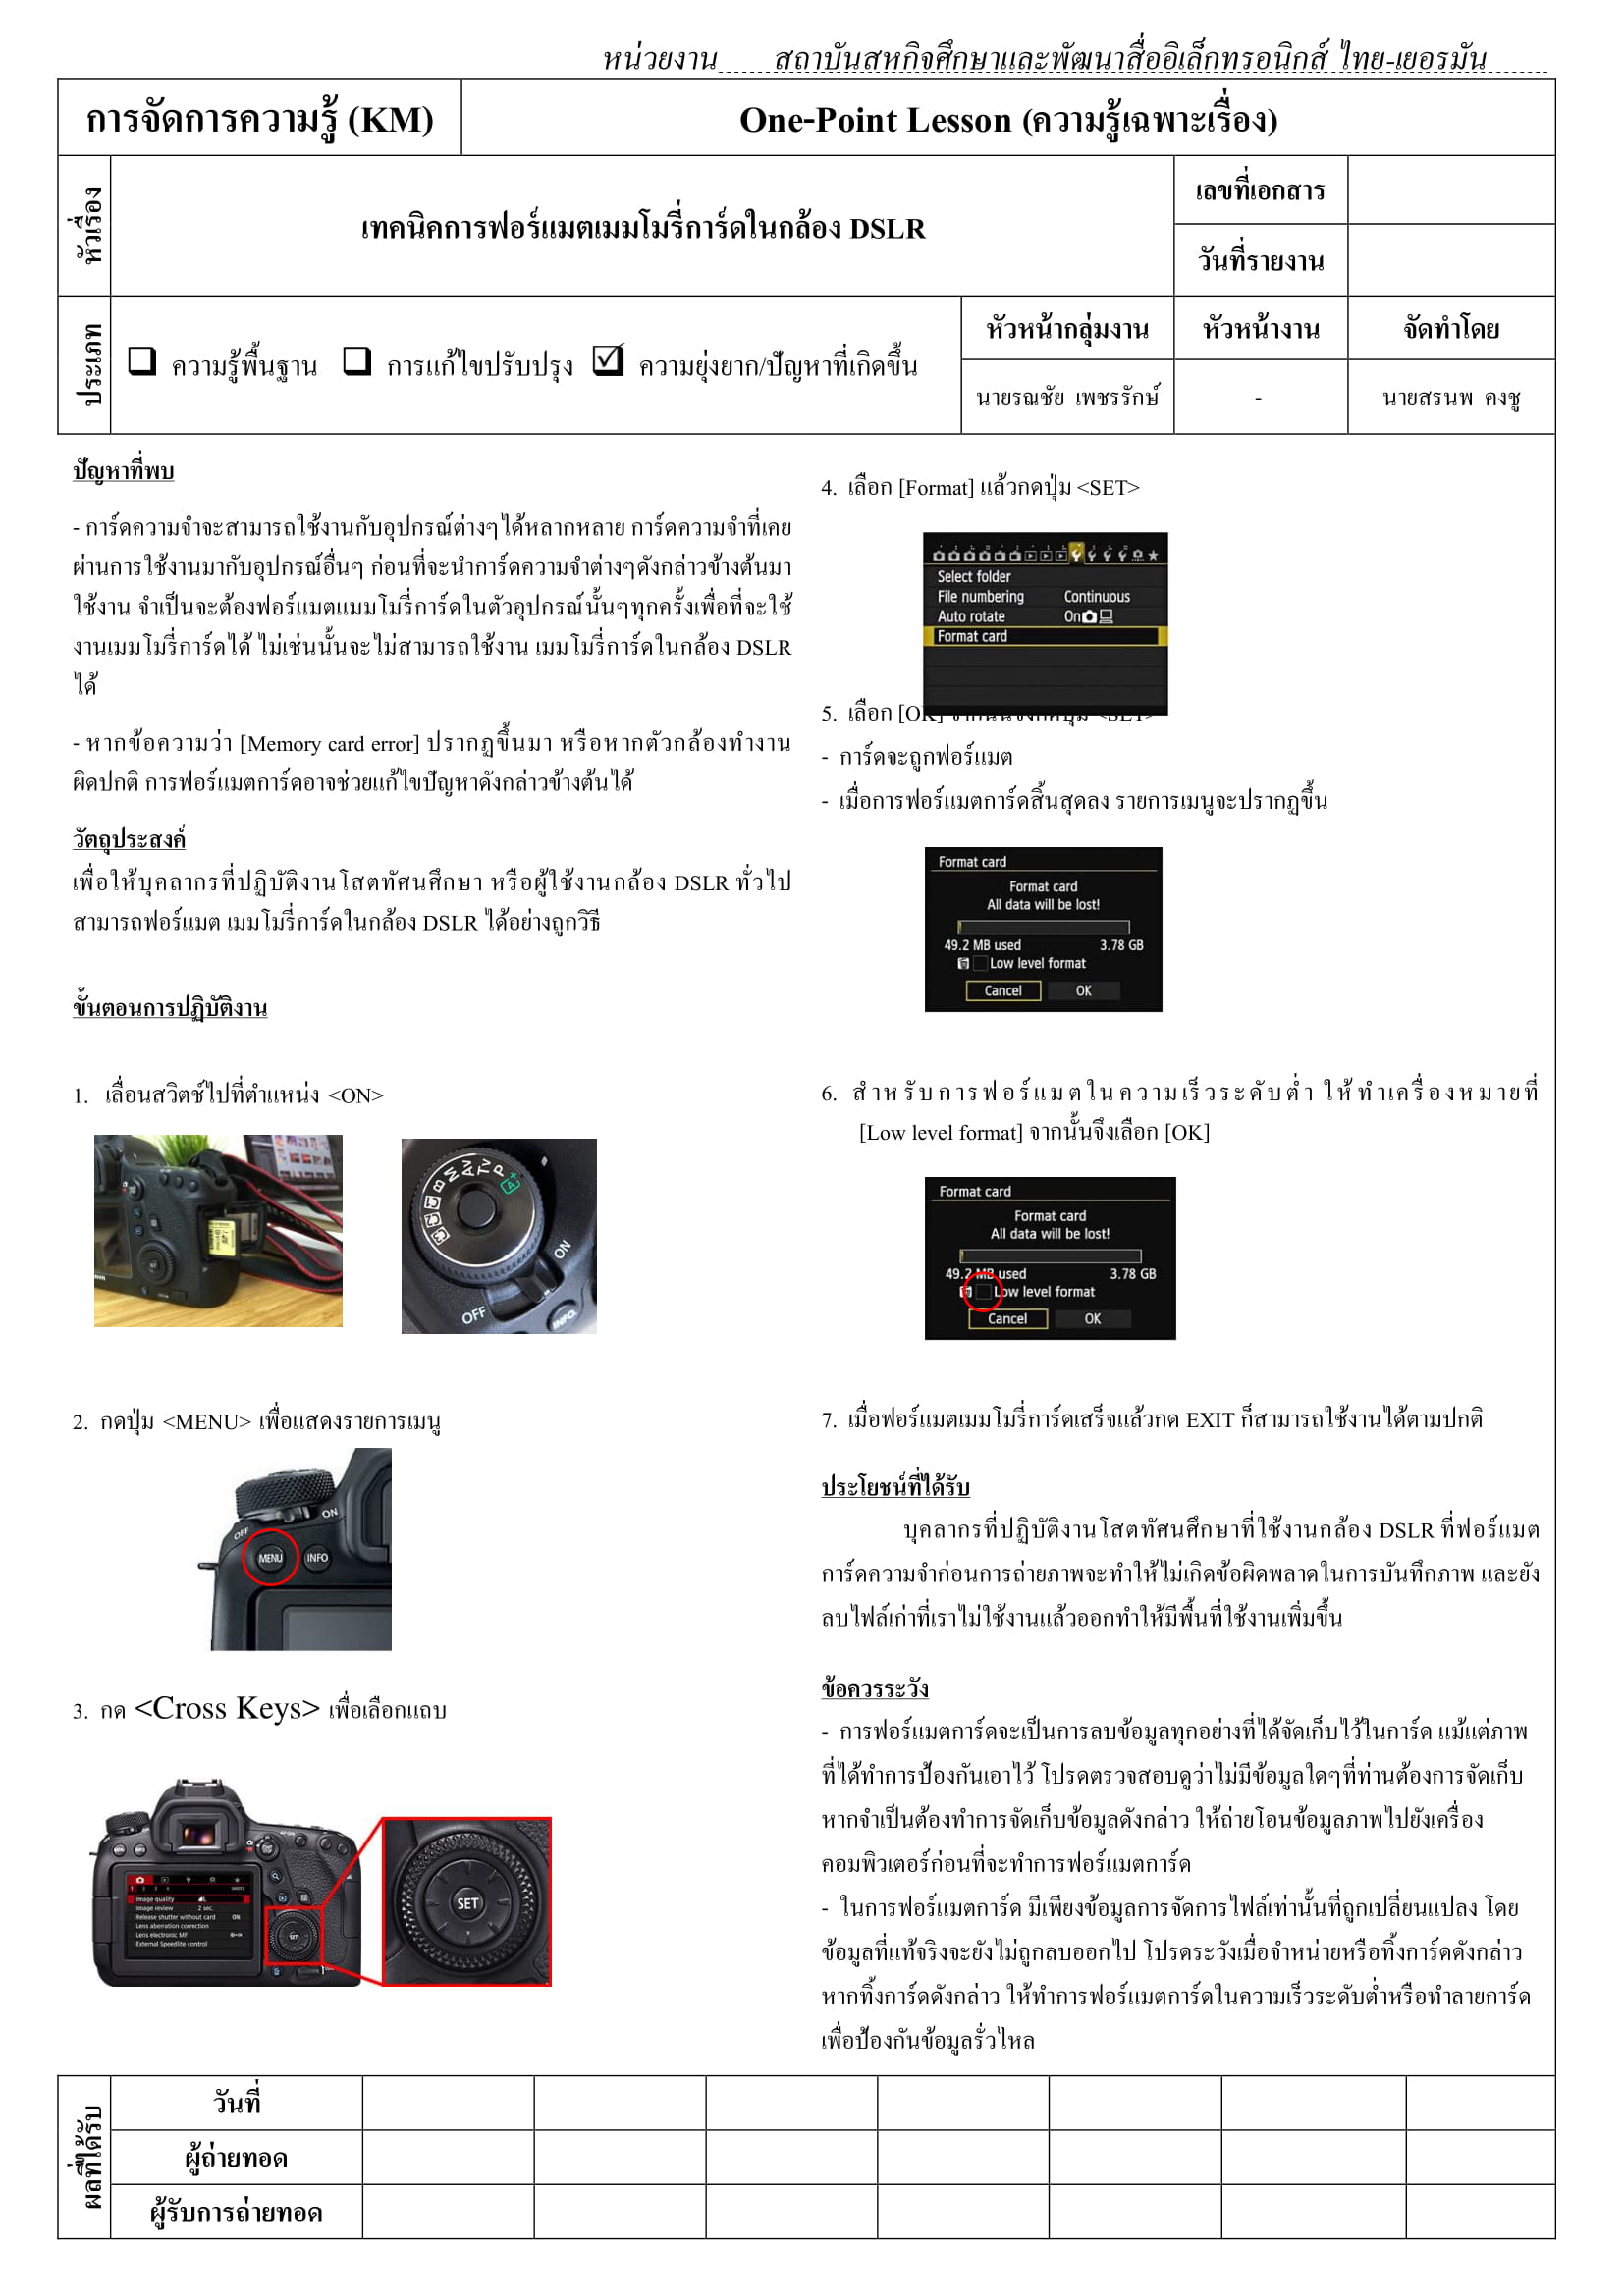 หน่วยงาน สถาบันสหกิจศึกษาและพัฒนาสื่ออิเล็กทรอนิกส์ ไทย-เยอรมัน
การจัดการความรู้ (KM)
One-Point Lesson (ความรู้เฉพาะเรื่อง)
หัวเรื่อง
เทคนิคการฟอร์แมตเมมโมรี่การ์ดในกล้อง DSLR
เลขที่เอกสาร
วันที่รายงาน
ประเภท
ความรู้พื้นฐาน การแก้ไขปรับปรุง ความยุ่งยาก/ปัญหาที่เกิดขึ้น
หัวหน้ากลุ่มงาน หัวหน้างาน จัดทำโดย
นายรณชัย เพชรรักษ์ - นายสรนพ คงชู
ปัญหาที่พบ
- การ์ดความจำจะสามารถใช้งานกับอุปกรณ์ต่างๆได้หลากหลาย การ์ดความจำที่เคย
ผ่านการใช้งานมากับอุปกรณ์อื่นๆ ก่อนที่จะนำการ์ดความจำต่างๆดังกล่าวข้างต้นมา
ใช้งาน จำเป็นจะต้องฟอร์แมตแมมโมรี่การ์ดในตัวอุปกรณ์นั้นๆทุกครั้งเพื่อที่จะใช้
งานเมมโมรี่การ์ดได้ ไม่เช่นนั้นจะไม่สามารถใช้งาน เมมโมรี่การ์ดในกล้อง DSLR
ได้
- หากข้อความว่า [Memory card error] ปรากฏขึ้นมา หรือหากตัวกล้องทำงาน
ผิดปกติ การฟอร์แมตการ์ดอาจช่วยแก้ไขปัญหาดังกล่าวข้างต้นได้
วัตถุประสงค์
เพื่อให้บุคลากรที่ปฏิบัติงานโสตทัศนศึกษา หรือผู้ใช้งานกล้อง DSLR ทั่วไป
สามารถฟอร์แมต เมมโมรี่การ์ดในกล้อง DSLR ได้อย่างถูกวิธี
ขั้นตอนการปฏิบัติงาน
1. เลื่อนสวิตช์ไปที่ตำแหน่ง <ON>
B M AV TV P A+
ON
OFF
INFO.
2. กดปุ่ม <MENU> เพื่อแสดงรายการเมนู
OFF ON
MENU INFO
3. กด <Cross Keys> เพื่อเลือกแถบ
Image quality
Image review 2 sec.
Release shutter without card ON
Lens aberration correction
Lens electronic MF
External Speedlite control
SET
SET
4. เลือก [Format] แล้วกดปุ่ม <SET>
Select folder
File numbering Continuous
Auto rotate On
Format card
5. เลือก [OK] จากนั้นจึงกดปุ่ม <SET>
- การ์ดจะถูกฟอร์แมต
- เมื่อการฟอร์แมตการ์ดสิ้นสุดลง รายการเมนูจะปรากฏขึ้น
Format card
Format card
All data will be lost!
49.2 MB used 3.78 GB
Low level format
Cancel OK
6. สำหรับการฟอร์แมตในความเร็วระดับต่ำ ให้ทำเครื่องหมายที่
[Low level format] จากนั้นจึงเลือก [OK]
Format card
Format card
All data will be lost!
49.2 MB used 3.78 GB
Low level format
Cancel OK
7. เมื่อฟอร์แมตเมมโมรี่การ์ดเสร็จแล้วกด EXIT ก็สามารถใช้งานได้ตามปกติ
ประโยชน์ที่ได้รับ
บุคลากรที่ปฏิบัติงานโสตทัศนศึกษาที่ใช้งานกล้อง DSLR ที่ฟอร์แมต
การ์ดความจำก่อนการถ่ายภาพจะทำให้ไม่เกิดข้อผิดพลาดในการบันทึกภาพ และยัง
ลบไฟล์เก่าที่เราไม่ใช้งานแล้วออกทำให้มีพื้นที่ใช้งานเพิ่มขึ้น
ข้อควรระวัง
- การฟอร์แมตการ์ดจะเป็นการลบข้อมูลทุกอย่างที่ได้จัดเก็บไว้ในการ์ด แม้แต่ภาพ
ที่ได้ทำการป้องกันเอาไว้ โปรดตรวจสอบดูว่าไม่มีข้อมูลใดๆที่ท่านต้องการจัดเก็บ
หากจำเป็นต้องทำการจัดเก็บข้อมูลดังกล่าว ให้ถ่ายโอนข้อมูลภาพไปยังเครื่อง
คอมพิวเตอร์ก่อนที่จะทำการฟอร์แมตการ์ด
- ในการฟอร์แมตการ์ด มีเพียงข้อมูลการจัดการไฟล์เท่านั้นที่ถูกเปลี่ยนแปลง โดย
ข้อมูลที่แท้จริงจะยังไม่ถูกลบออกไป โปรดระวังเมื่อจำหน่ายหรือทิ้งการ์ดดังกล่าว
หากทิ้งการ์ดดังกล่าว ให้ทำการฟอร์แมตการ์ดในความเร็วระดับต่ำหรือทำลายการ์ด
เพื่อป้องกันข้อมูลรั่วไหล
ผลที่ได้รับ
วันที่
ผู้ถ่ายทอด
ผู้รับการถ่ายทอด